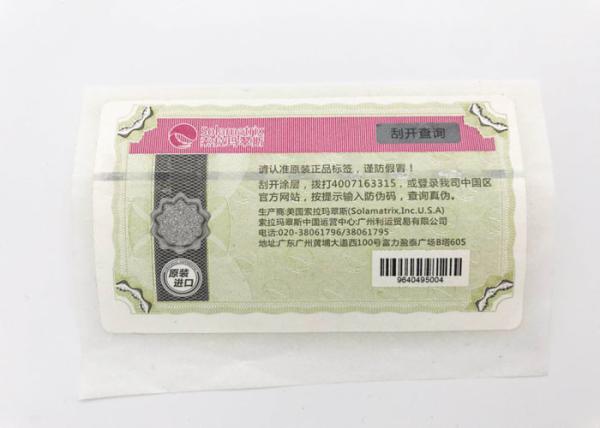 Solamatrix
索拉玛翠斯
刮开查询
请认准原装正品标签，谨防假冒！
刮开涂层，拨打4007163315，或登录我司中国区
官方网站，按提示输入防伪码，查询真伪。
生产商:美国索拉玛翠斯(Solamatrix,Inc.U.S.A)
索拉玛翠斯中国运营中心:广州利运贸易有限公司
电话:020-38061796/38061795
地址:广东广州黄埔大道西100号富力盈泰广场B塔605
原装
进口
9640495004